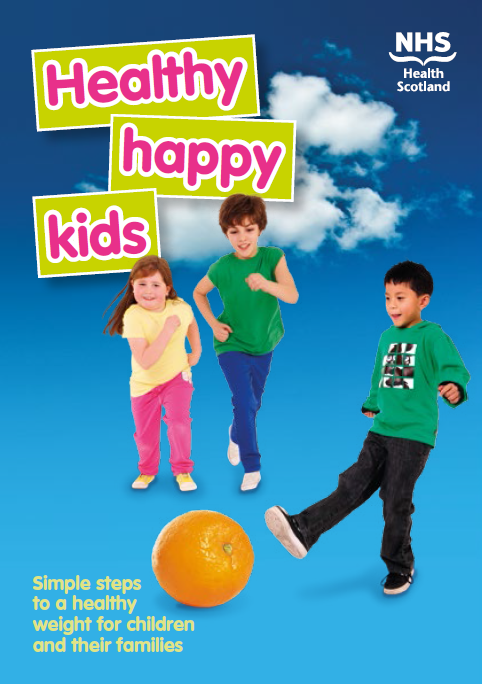 Healthy
happy
kids
NHS
Health
Scotland
Simple steps
to a healthy
weight for children
and their families